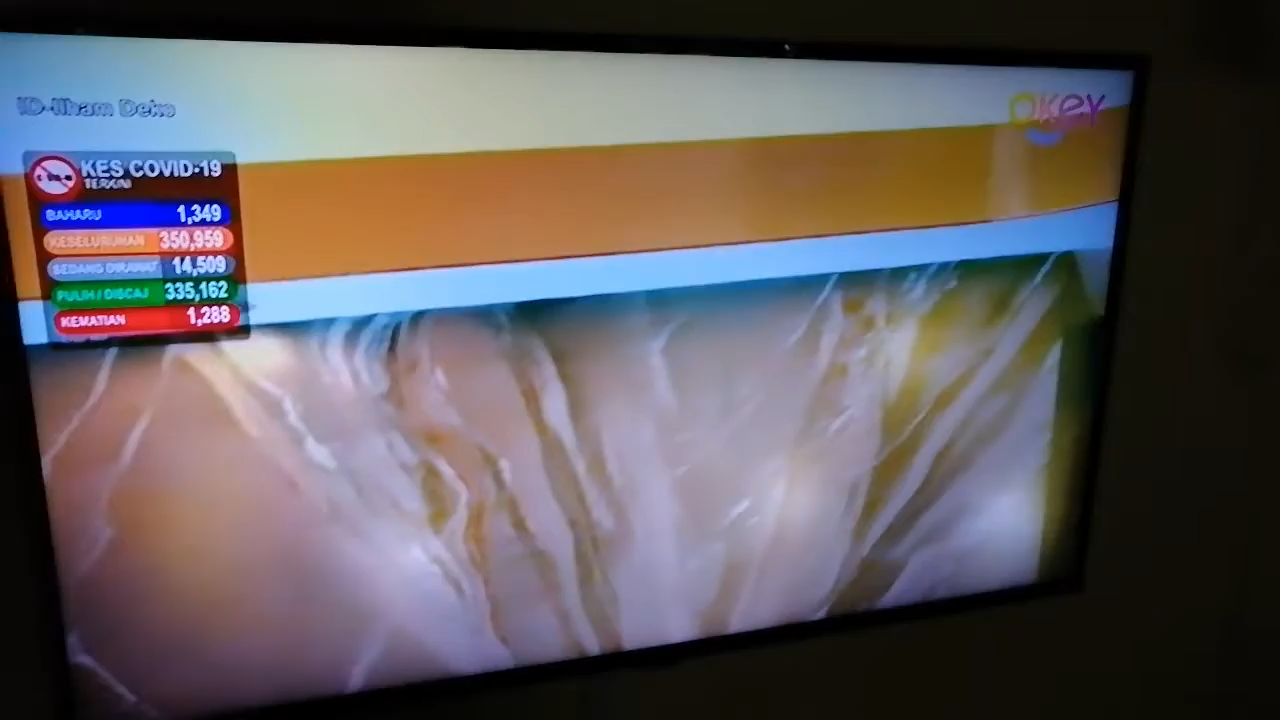 ID-Ilham Deko
okey
KES COVID-19
TERKINI
BAHARU 1,349
KESELURUHAN 350,959
SEDANG DIRAWAT 14,509
PULIH / DISCAJ 335,162
KEMATIAN 1,288